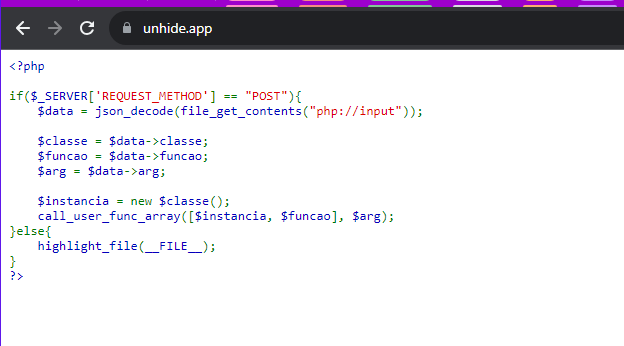 unhide.app
<?php
if($_SERVER['REQUEST_METHOD'] == "POST"){
    $data = json_decode(file_get_contents("php://input"));
    $classe = $data->classe;
    $funcao = $data->funcao;
    $arg = $data->arg;
    $instancia = new $classe();
    call_user_func_array([$instancia, $funcao], $arg);
}else{
    highlight_file(__FILE__);
}
?>